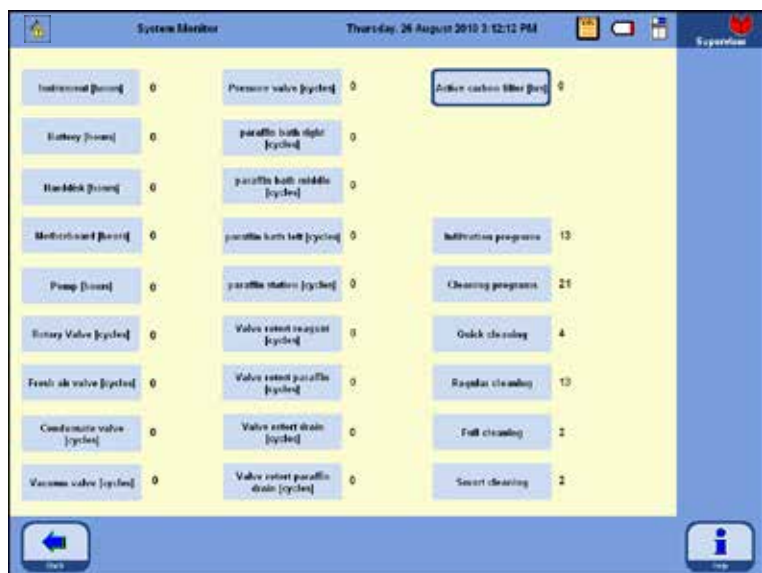 System Monitor
Thursday, 26 August 2010 3:12:12 PM
Supervisor
Instrument [hours] 0
Battery [hours] 0
Harddisk [hours] 0
Motherboard [hours] 0
Pump [hours] 0
Rotary Valve [cycles] 0
Fresh air valve [cycles] 0
Condensate valve
[cycles] 0
Vacuum valve [cycles] 0
Pressure valve [cycles] 0
paraffin bath right
[cycles] 0
paraffin bath middle
[cycles] 0
paraffin bath left [cycles] 0
paraffin station [cycles] 0
Valve retort reagent
[cycles] 0
Valve retort paraffin
[cycles] 0
Valve retort drain
[cycles] 0
Valve retort paraffin
drain [cycles] 0
Active carbon filter [hrs] 0
Infiltration programs 13
Cleaning programs 21
Quick cleaning 4
Regular cleaning 13
Full cleaning 2
Smart cleaning 2
Back
Help